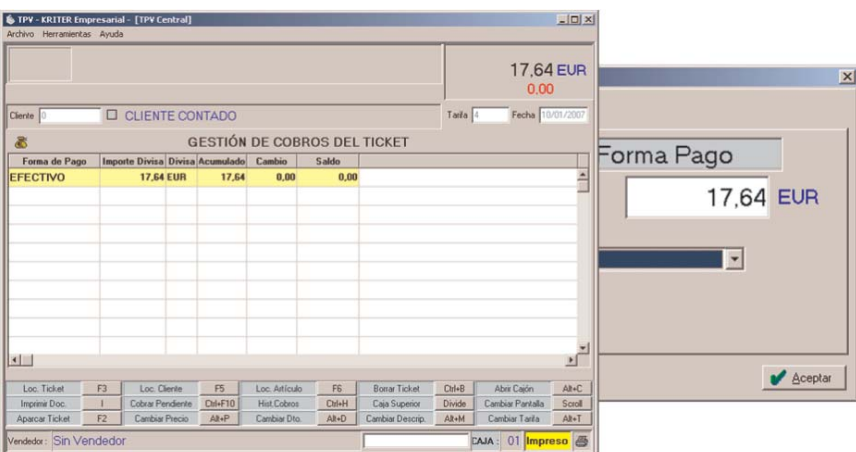 TPV - KRITER Empresarial - [TPV Central]
Archivo Herramientas Ayuda
17,64 EUR
0,00
Cliente 0 CLIENTE CONTADO Tarifa 4 Fecha 10/01/2007
GESTIÓN DE COBROS DEL TICKET
Forma de Pago Importe Divisa Divisa Acumulado Cambio Saldo
EFECTIVO 17,64 EUR 17,64 0,00 0,00
Loc. Ticket F3 Loc. Cliente F5 Loc. Artículo F6 Borrar Ticket Ctrl+B Abrir Cajón Alt+C
Imprimir Doc. I Cobrar Pendiente Ctrl+F10 Hist.Cobros Ctrl+H Caja Superior Divide Cambiar Pantalla Scroll
Aparcar Ticket F2 Cambiar Precio Alt+P Cambiar Dto. Alt+D Cambiar Descrip. Alt+M Cambiar Tarifa Alt+T
Vendedor: Sin Vendedor CAJA: 01 Impreso
Forma Pago
17,64 EUR
Aceptar